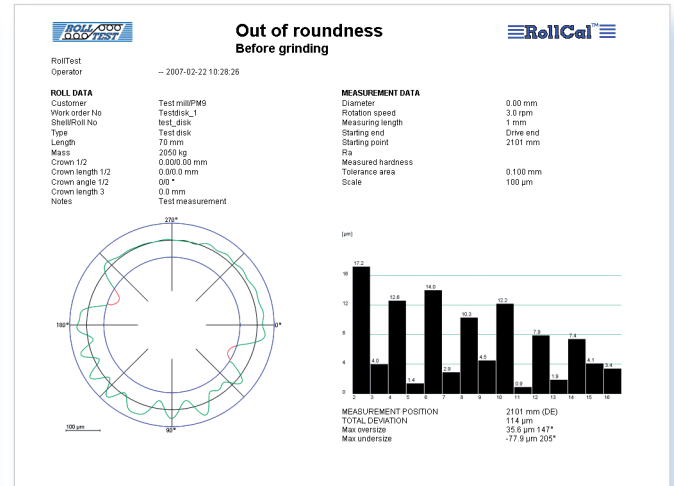 ROLL
TEST
Out of roundness
Before grinding
RollCal™
RollTest
Operator -- 2007-02-22 10:28:26
ROLL DATA
Customer Test mill/PM9
Work order No Testdisk_1
Shell/Roll No test_disk
Type Test disk
Length 70 mm
Mass 2050 kg
Crown 1/2 0.00/0.00 mm
Crown length 1/2 0.0/0.0 mm
Crown angle 1/2 0/0 °
Crown length 3 0.0 mm
Notes Test measurement
MEASUREMENT DATA
Diameter 0.00 mm
Rotation speed 3.0 rpm
Measuring length 1 mm
Starting end Drive end
Starting point 2101 mm
Ra
Measured hardness
Tolerance area 0.100 mm
Scale 100 µm
270°
180°
0°
90°
100 µm
[µm]
16
12
8
4
0
17.2 4.0 12.6 1.4 14.0 2.9 10.3 4.5 12.2 0.9 7.9 1.9 7.4 4.1 3.4
2 3 4 5 6 7 8 9 10 11 12 13 14 15 16
MEASUREMENT POSITION 2101 mm (DE)
TOTAL DEVIATION 114 µm
Max oversize 35.6 µm 147°
Max undersize -77.9 µm 205°